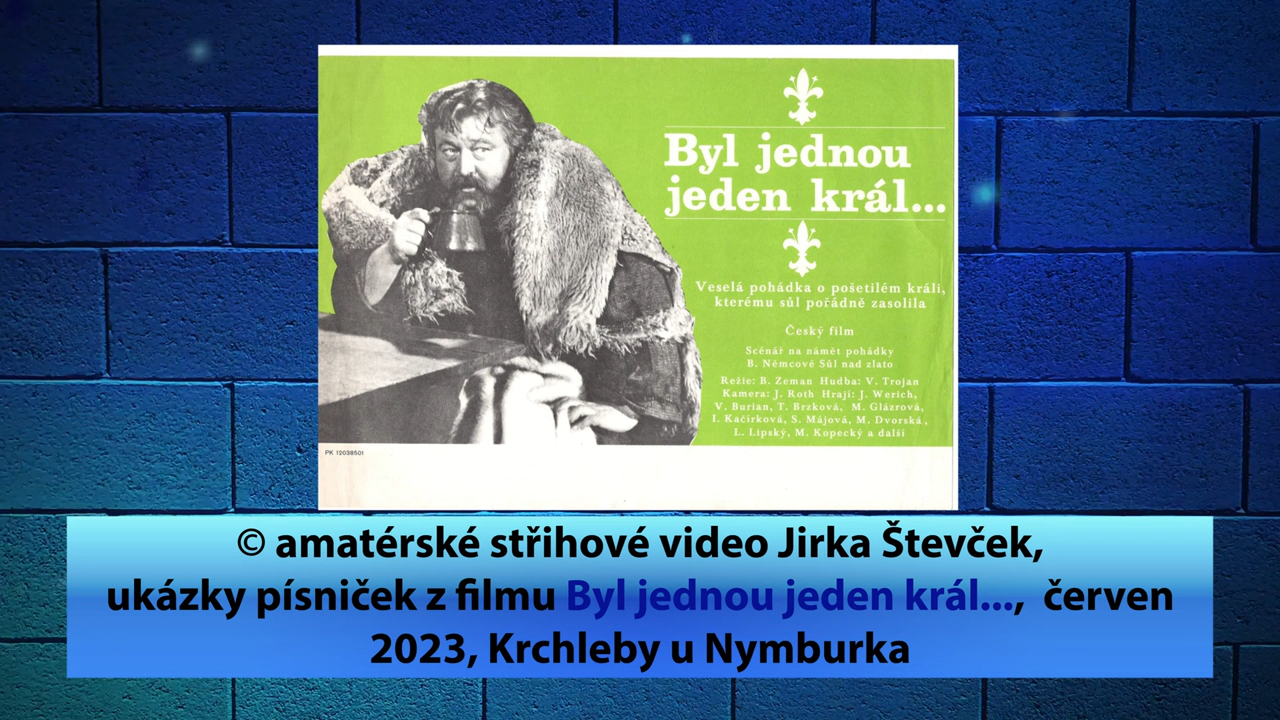 Byl jednou
jeden král...
Veselá pohádka o pošetilém králi,
kterému sůl pořádně zasolila
Český film
Scénář na námět pohádky
B. Němcové Sůl nad zlato
Režie: B. Zeman Hudba: V. Trojan
Kamera: J. Roth Hrají: J. Werich,
V. Burian, T. Brzková, M. Glázrová,
I. Kačírková, S. Májová, M. Dvorská,
L. Lipský, M. Kopecký a další
PK 12038501
© amatérské střihové video Jirka Števček,
ukázky písniček z filmu Byl jednou jeden král..., červen
2023, Krchleby u Nymburka